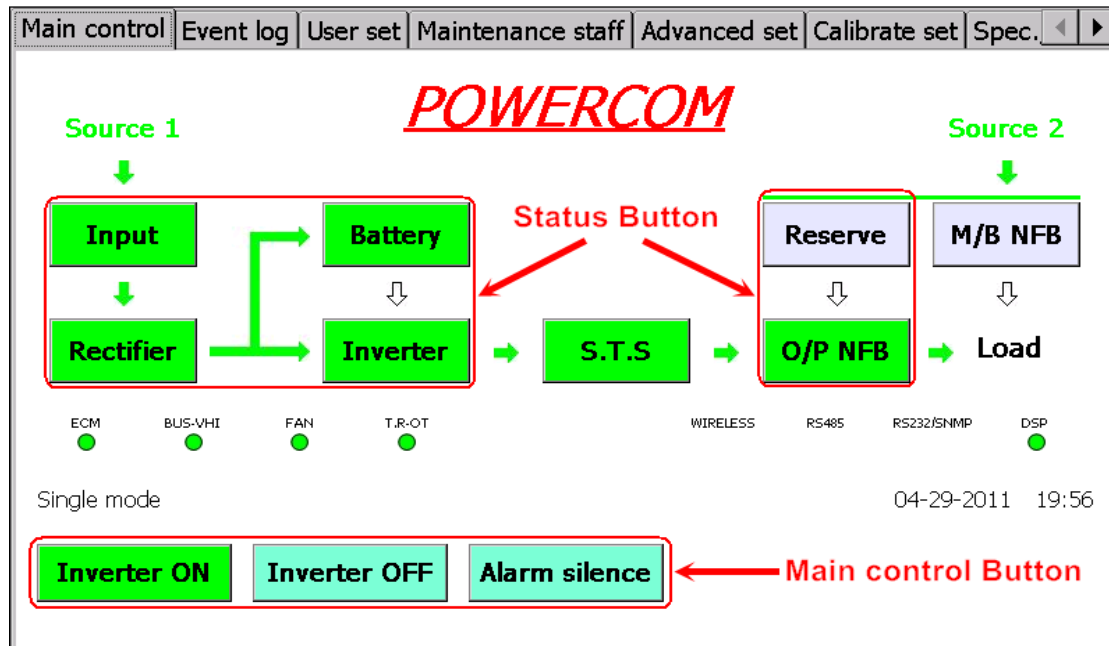 Main control Event log User set Maintenance staff Advanced set Calibrate set Spec.
POWERCOM
Source 1 Source 2
Status Button
Input Battery Reserve M/B NFB
Rectifier Inverter S.T.S O/P NFB Load
ECM BUS-VHI FAN T.R-OT WIRELESS RS485 RS232/SNMP DSP
Single mode 04-29-2011 19:56
Inverter ON Inverter OFF Alarm silence Main control Button